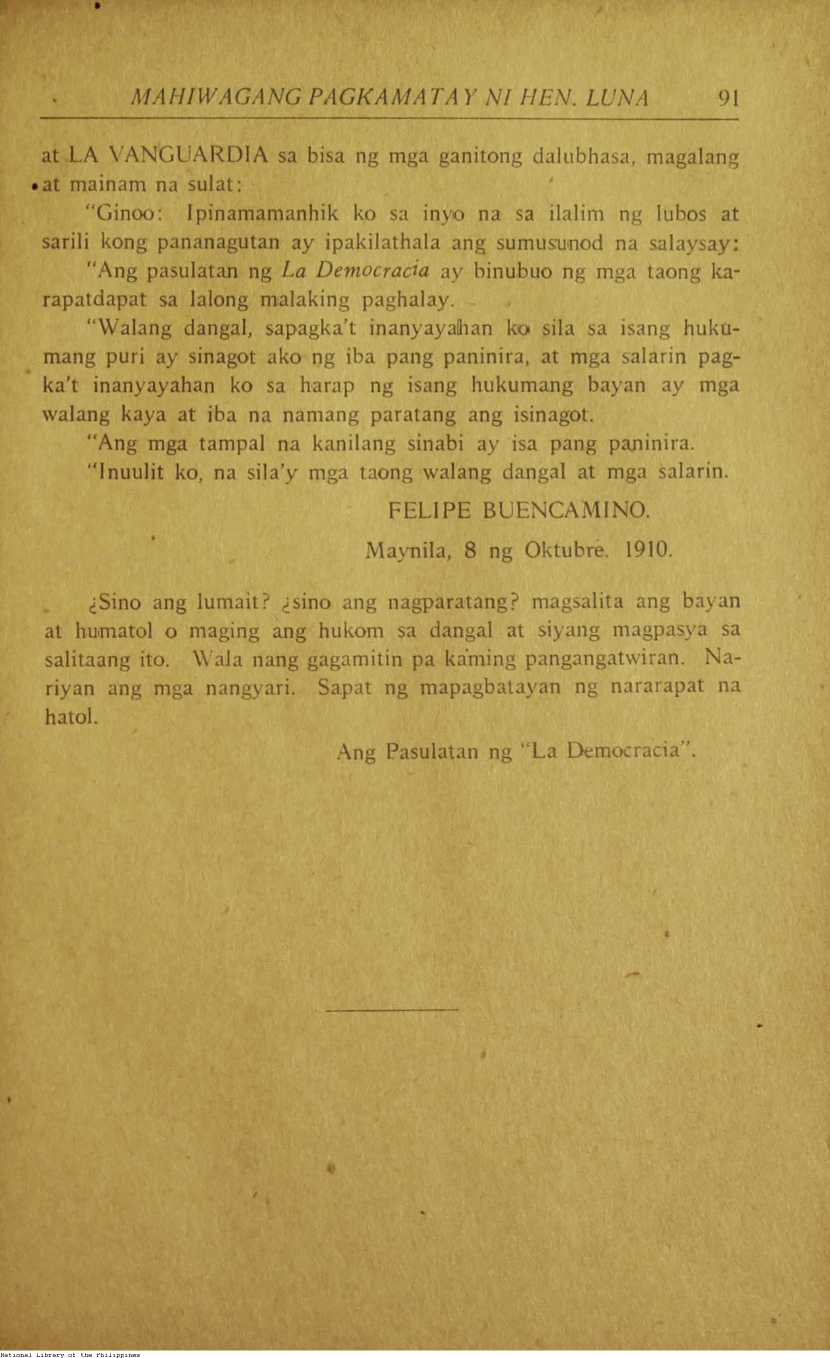 MAHIWAGANG PAGKAMATAY NI HEN. LUNA 91
at LA VANGUARDIA sa bisa ng mga ganitong dalubhasa, magalang
at mainam na sulat:
"Ginoo: Ipinamamanhik ko sa inyo na sa ilalim ng lubos at
sarili kong pananagutan ay ipakilathala ang sumusunod na salaysay:
"Ang pasulatan ng La Democracia ay binubuo ng mga taong ka-
rapatdapat sa lalong malaking paghalay.
"Walang dangal, sapagka't inanyayahan ko sila sa isang huku-
mang puri ay sinagot ako ng iba pang paninira, at mga salarin pag-
ka't inanyayahan ko sa harap ng isang hukumang bayan ay mga
walang kaya at iba na namang paratang ang isinagot.
"Ang mga tampal na kanilang sinabi ay isa pang paninira.
"Inuulit ko, na sila'y mga taong walang dangal at mga salarin.
FELIPE BUENCAMINO.
Maynila, 8 ng Oktubre. 1910.
¿Sino ang lumait? ¿sino ang nagparatang? magsalita ang bayan
at humatol o maging ang hukom sa dangal at siyang magpasya sa
salitaang ito. Wala nang gagamitin pa kaming pangangatwiran. Na-
riyan ang mga nangyari. Sapat ng mapagbatayan ng nararapat na
hatol.
Ang Pasulatan ng "La Democracia".
National Library of the Philippines